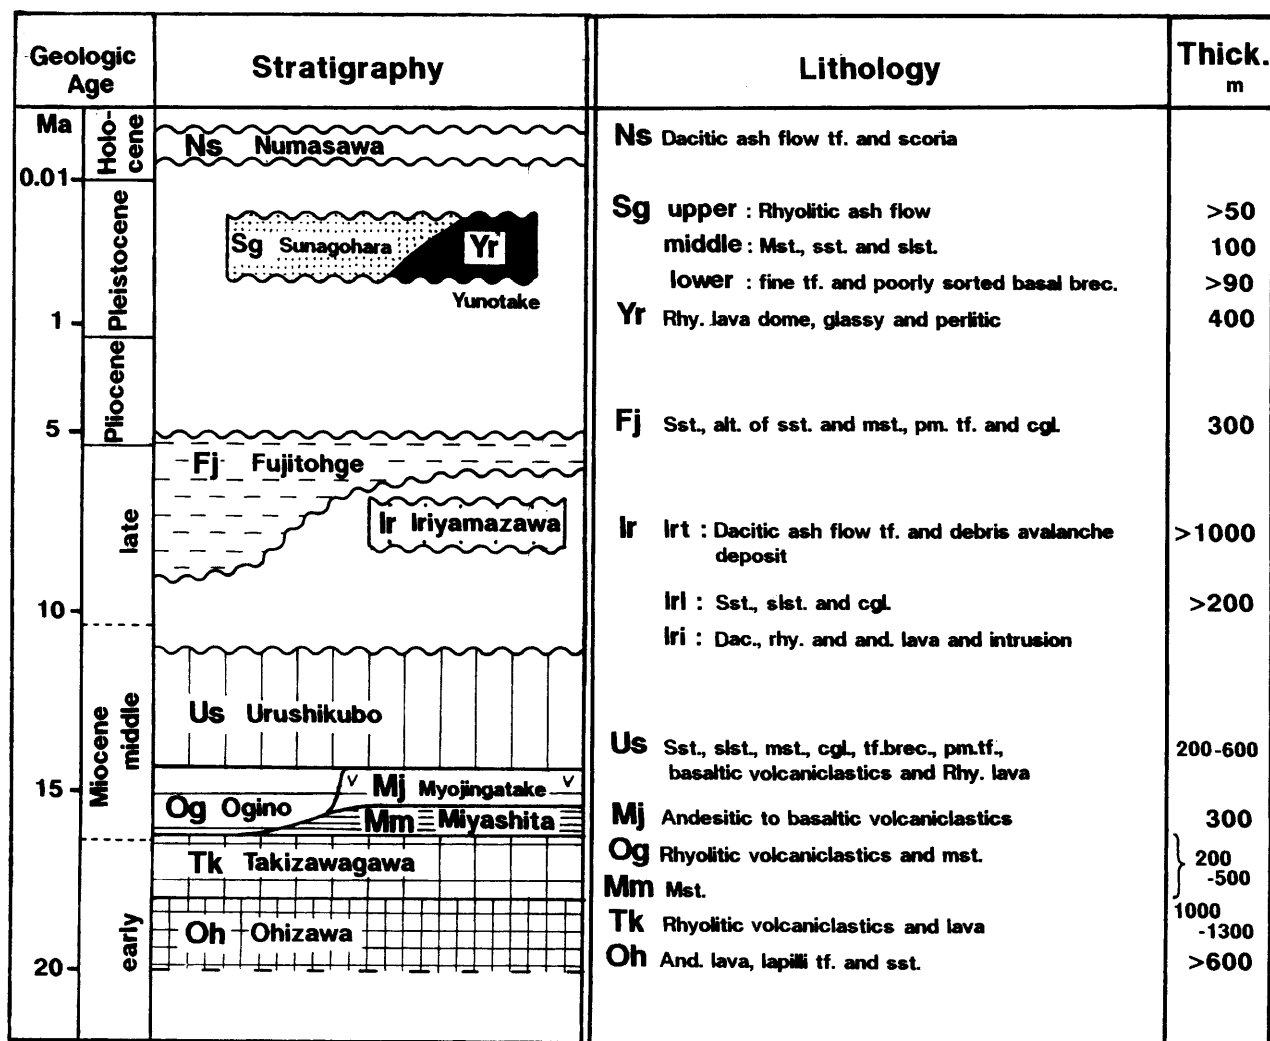 Geologic Age
Stratigraphy
Lithology
Thick. m
Ma
Holo-cene
Ns Numasawa
Ns Dacitic ash flow tf. and scoria
0.01
Pleistocene
Sg Sunagohara
Yr
Yunotake
Sg upper : Rhyolitic ash flow >50
middle : Mst., sst. and slst. 100
lower : fine tf. and poorly sorted basal brec. >90
1
Yr Rhy. lava dome, glassy and perlitic 400
Pliocene
5
Fj Fujitohge
Fj Sst., alt. of sst. and mst., pm. tf. and cgl. 300
late
Ir Iriyamazawa
Ir Irt : Dacitic ash flow tf. and debris avalanche >1000
deposit
10
Irl : Sst., slst. and cgl. >200
Iri : Dac., rhy. and and. lava and intrusion
Miocene
middle
Us Urushikubo
Us Sst., slst., mst., cgl., tf.brec., pm.tf., 200-600
basaltic volcaniclastics and Rhy. lava
15
Og Ogino
Mj Myojingatake
Mm Miyashita
Mj Andesitic to basaltic volcaniclastics 300
Og Rhyolitic volcaniclastics and mst.
200
-500
Mm Mst.
Tk Takizawagawa
Tk Rhyolitic volcaniclastics and lava
1000
-1300
early
Oh Ohizawa
Oh And. lava, lapilli tf. and sst. >600
20